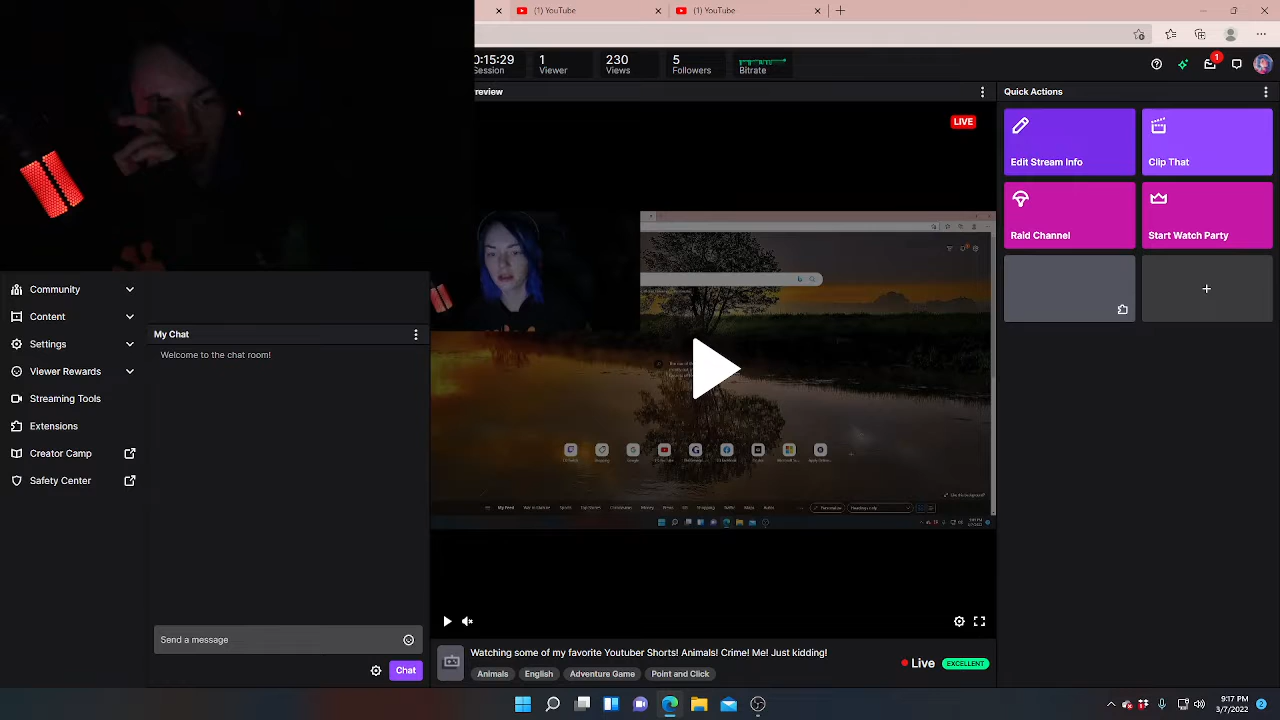 (1) YouTube
(1) YouTube
0:15:29
Session
1
Viewer
230
Views
5
Followers
Bitrate
1
review
Quick Actions
LIVE
Edit Stream Info
Clip That
Raid Channel
Start Watch Party
Community
Content
Settings
Viewer Rewards
Streaming Tools
Extensions
Creator Camp
Safety Center
My Chat
Welcome to the chat room!
Send a message
Chat
Watching some of my favorite Youtuber Shorts! Animals! Crime! Me! Just kidding!
Animals
English
Adventure Game
Point and Click
Live
EXCELLENT
9:17 PM
3/7/2022
2